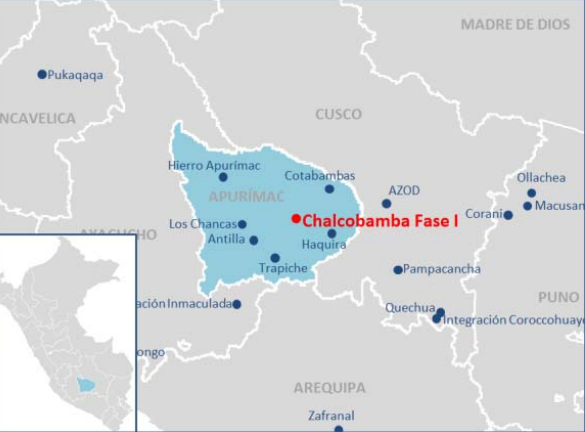 MADRE DE DIOS
Pukaqaqa
CUSCO
NCAVELICA
Hierro Apurímac
Cotabambas
Ollachea
APURÍMAC
AZOD
Macusan
Corani
Chalcobamba Fase I
Los Chancas
AYACUCHO
Antilla
Haquira
Trapiche
Pampacancha
PUNO
ación Inmaculada
Quechua
Integración Coroccohuayc
ongo
AREQUIPA
Zafranal